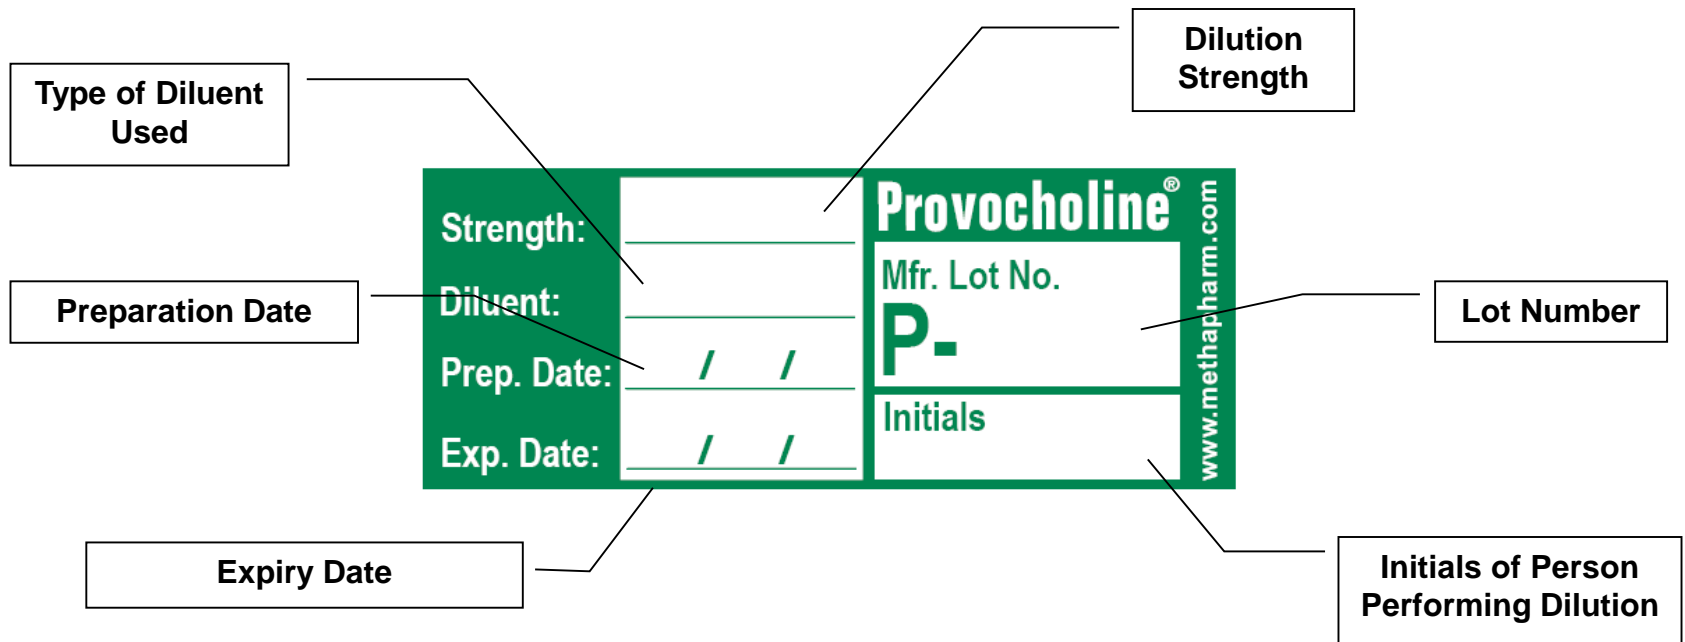 Dilution
Strength
Type of Diluent
Used
Strength:
Provocholine®
www.methapharm.com
Diluent:
Mfr. Lot No.
P-
Preparation Date
Lot Number
Prep. Date: / /
Initials
Exp. Date: / /
Expiry Date
Initials of Person
Performing Dilution